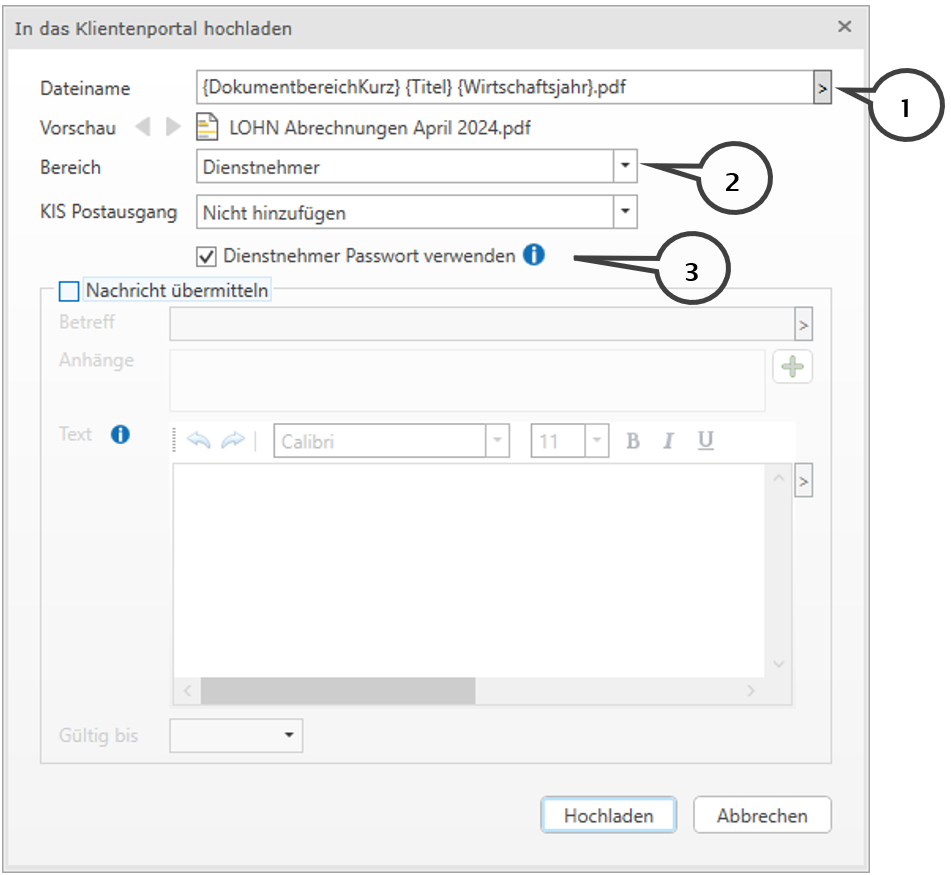 In das Klientenportal hochladen
Dateiname {DokumentbereichKurz} {Titel} {Wirtschaftsjahr}.pdf > 1
Vorschau LOHN Abrechnungen April 2024.pdf
Bereich Dienstnehmer 2
KIS Postausgang Nicht hinzufügen
Dienstnehmer Passwort verwenden i 3
Nachricht übermitteln
Betreff >
Anhänge
Text i Calibri 11 B I U
>
Gültig bis
Hochladen Abbrechen